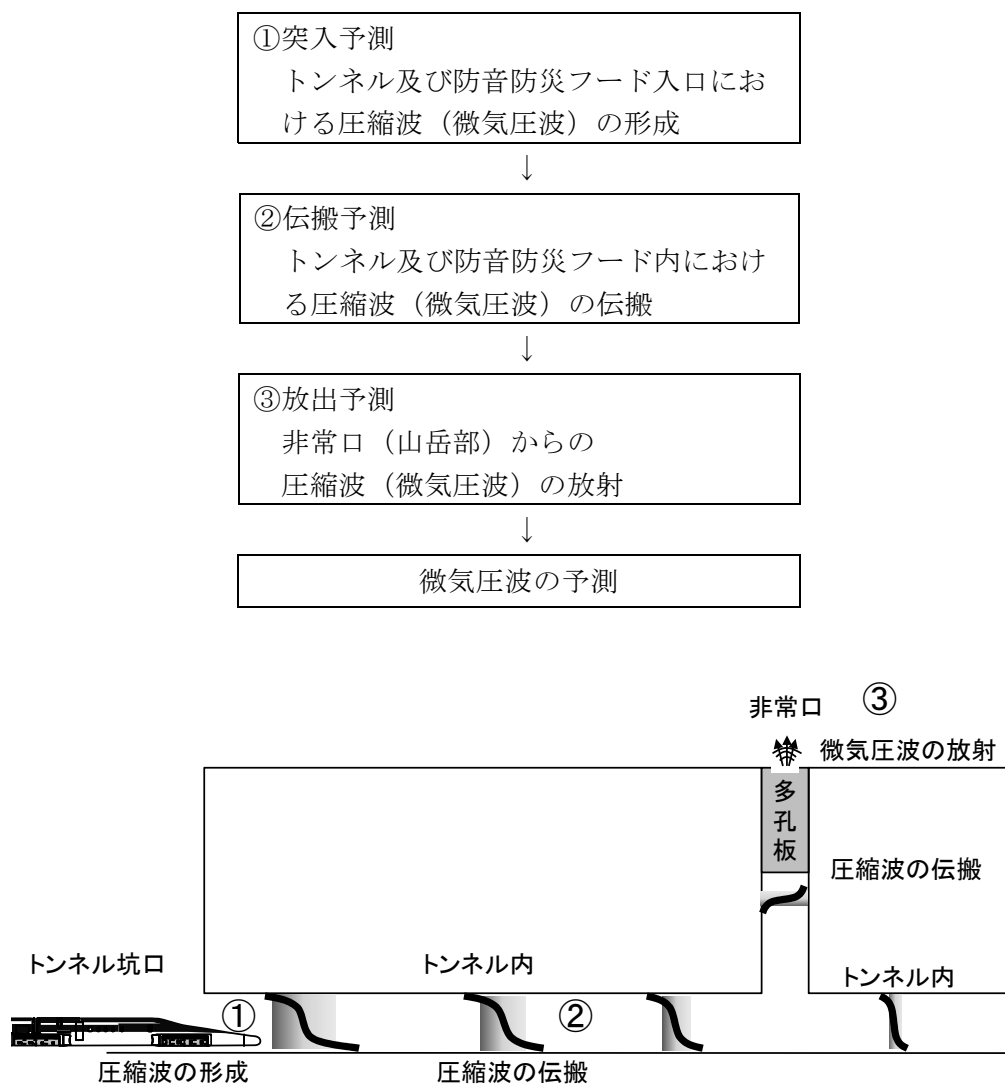 ①突入予測
トンネル及び防音防災フード入口にお
ける圧縮波（微気圧波）の形成
↓
②伝搬予測
トンネル及び防音防災フード内におけ
る圧縮波（微気圧波）の伝搬
↓
③放出予測
非常口（山岳部）からの
圧縮波（微気圧波）の放射
↓
微気圧波の予測
非常口 ③
微気圧波の放射
多孔板
圧縮波の伝搬
トンネル坑口
トンネル内
トンネル内
①
②
圧縮波の形成
圧縮波の伝搬